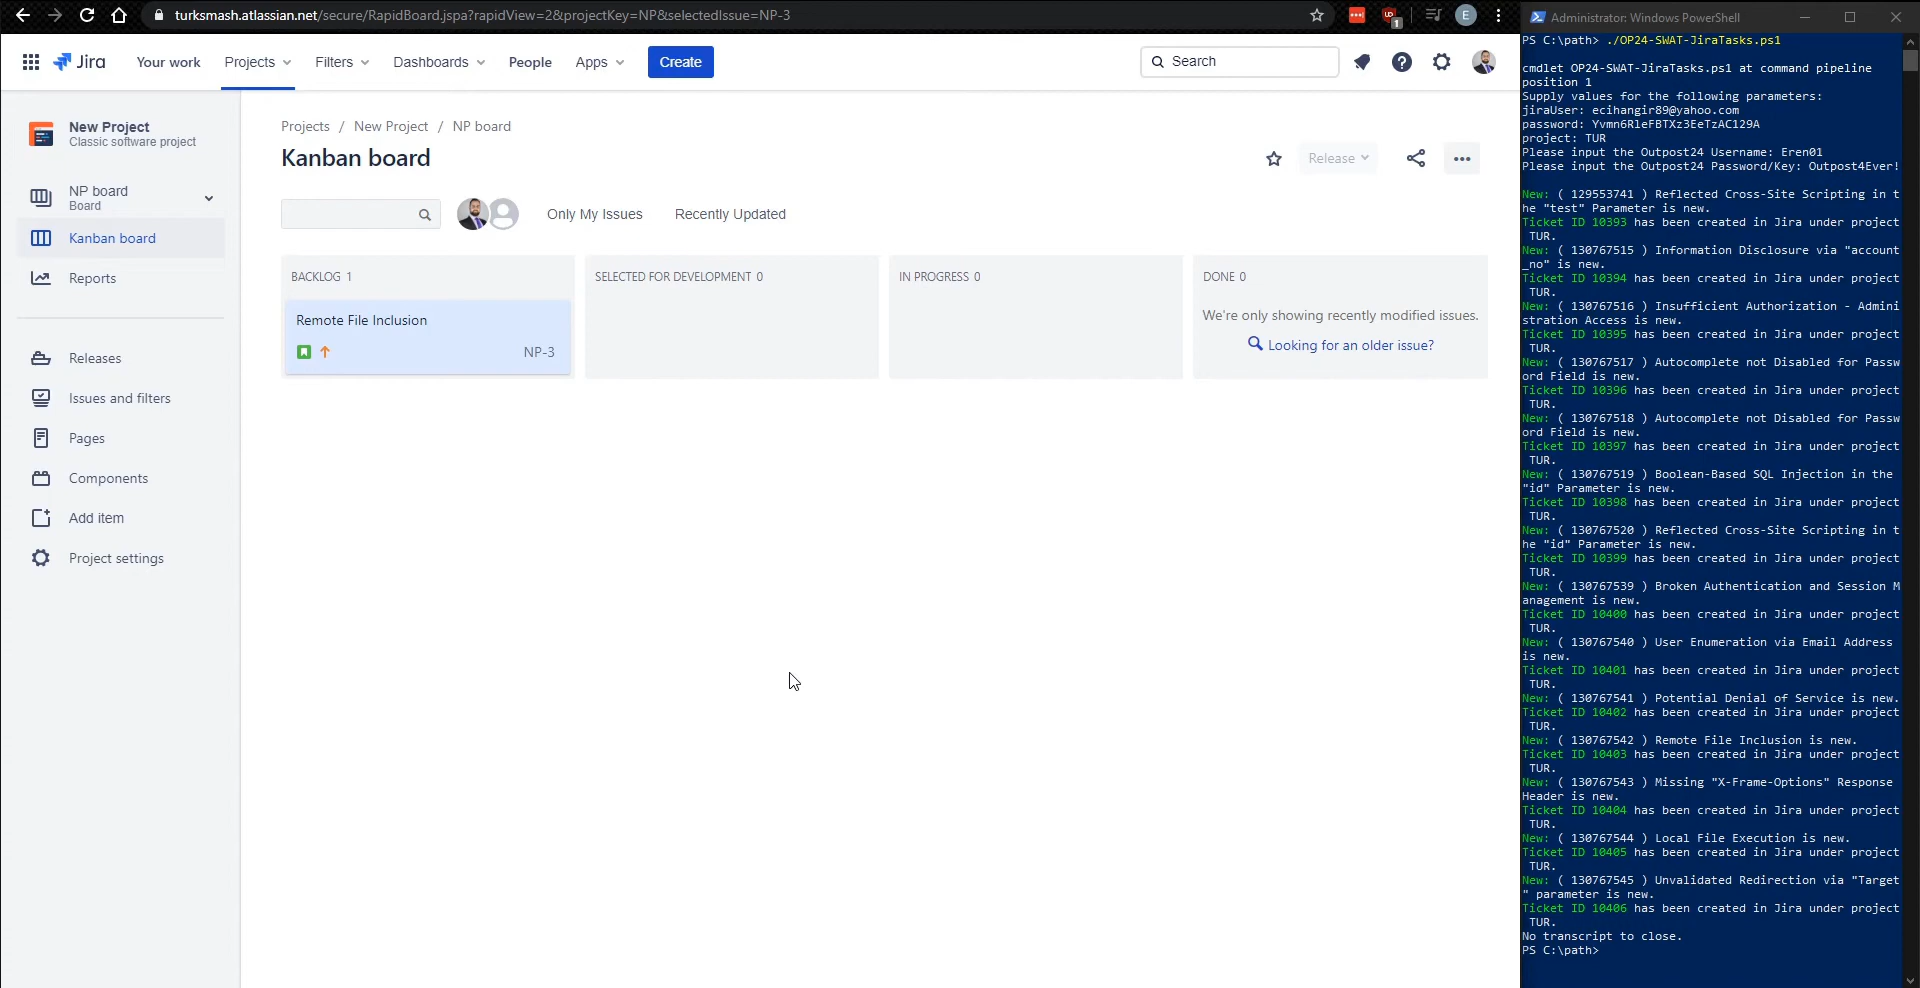 turksmash.atlassian.net/secure/RapidBoard.jspa?rapidView=2&projectKey=NP&selectedIssue=NP-3
1
E
Jira
Your work
Projects
Filters
Dashboards
People
Apps
Create
Search
New Project
Classic software project
NP board
Board
Kanban board
Reports
Releases
Issues and filters
Pages
Components
Add item
Project settings
Projects / New Project / NP board
Kanban board
Release
Only My Issues
Recently Updated
BACKLOG 1
Remote File Inclusion
NP-3
SELECTED FOR DEVELOPMENT 0
IN PROGRESS 0
DONE 0
We're only showing recently modified issues.
Looking for an older issue?
Administrator: Windows PowerShell
PS C:\path> ./OP24-SWAT-JiraTasks.ps1
cmdlet OP24-SWAT-JiraTasks.ps1 at command pipeline
position 1
Supply values for the following parameters:
jiraUser: ecihangir89@yahoo.com
password: Yvmn6RleFBTXz3EeTzAC129A
project: TUR
Please input the Outpost24 Username: Eren01
Please input the Outpost24 Password/Key: Outpost4Ever!
New: ( 129553741 ) Reflected Cross-Site Scripting in t
he "test" Parameter is new.
Ticket ID 10393 has been created in Jira under project
TUR.
New: ( 130767515 ) Information Disclosure via "account
_no" is new.
Ticket ID 10394 has been created in Jira under project
TUR.
New: ( 130767516 ) Insufficient Authorization - Admini
stration Access is new.
Ticket ID 10395 has been created in Jira under project
TUR.
New: ( 130767517 ) Autocomplete not Disabled for Passw
ord Field is new.
Ticket ID 10396 has been created in Jira under project
TUR.
New: ( 130767518 ) Autocomplete not Disabled for Passw
ord Field is new.
Ticket ID 10397 has been created in Jira under project
TUR.
New: ( 130767519 ) Boolean-Based SQL Injection in the
"id" Parameter is new.
Ticket ID 10398 has been created in Jira under project
TUR.
New: ( 130767520 ) Reflected Cross-Site Scripting in t
he "id" Parameter is new.
Ticket ID 10399 has been created in Jira under project
TUR.
New: ( 130767539 ) Broken Authentication and Session M
anagement is new.
Ticket ID 10400 has been created in Jira under project
TUR.
New: ( 130767540 ) User Enumeration via Email Address
is new.
Ticket ID 10401 has been created in Jira under project
TUR.
New: ( 130767541 ) Potential Denial of Service is new.
Ticket ID 10402 has been created in Jira under project
TUR.
New: ( 130767542 ) Remote File Inclusion is new.
Ticket ID 10403 has been created in Jira under project
TUR.
New: ( 130767543 ) Missing "X-Frame-Options" Response
Header is new.
Ticket ID 10404 has been created in Jira under project
TUR.
New: ( 130767544 ) Local File Execution is new.
Ticket ID 10405 has been created in Jira under project
TUR.
New: ( 130767545 ) Unvalidated Redirection via "Target
" parameter is new.
Ticket ID 10406 has been created in Jira under project
TUR.
No transcript to close.
PS C:\path>